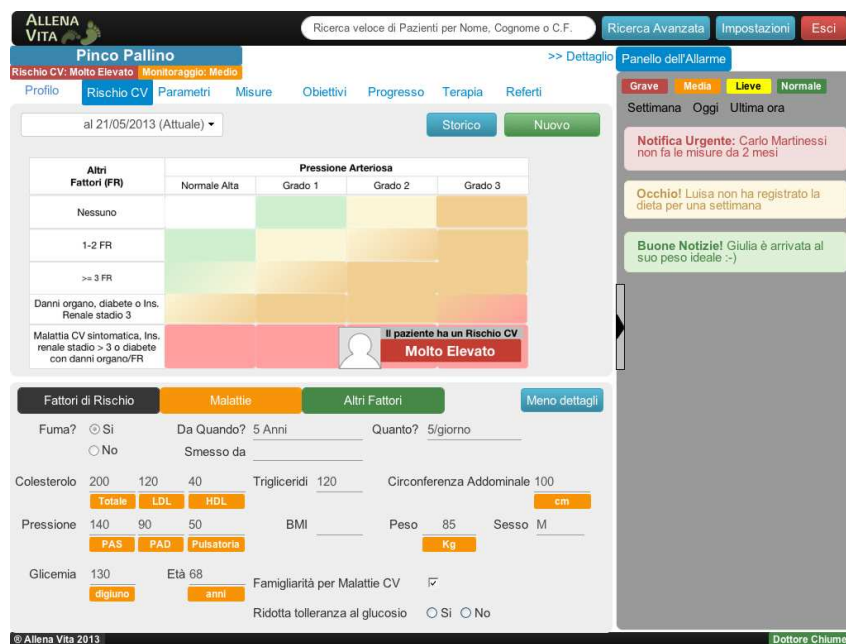 ALLENA
VITA
Ricerca veloce di Pazienti per Nome, Cognome o C.F.
Ricerca Avanzata
Impostazioni
Esci
Pinco Pallino
>> Dettaglio
Rischio CV: Molto Elevato
Monitoraggio: Medio
Profilo
Rischio CV
Parametri
Misure
Obiettivi
Progresso
Terapia
Referti
al 21/05/2013 (Attuale)
Storico
Nuovo
Altri
Fattori (FR)
Pressione Arteriosa
Normale Alta
Grado 1
Grado 2
Grado 3
Nessuno
1-2 FR
>= 3 FR
Danni organo, diabete o Ins.
Renale stadio 3
Malattia CV sintomatica, Ins.
renale stadio > 3 o diabete
con danni organo/FR
Il paziente ha un Rischio CV
Molto Elevato
Fattori di Rischio
Malattie
Altri Fattori
Meno dettagli
Fuma?
Si
No
Da Quando? 5 Anni
Quanto? 5/giorno
Smesso da
Colesterolo
200
120
40
Totale
LDL
HDL
Trigliceridi 120
Circonferenza Addominale 100
cm
Pressione
140
90
50
PAS
PAD
Pulsatoria
BMI
Peso
85
Kg
Sesso M
Glicemia
130
digiuno
Età 68
anni
Famigliarità per Malattie CV
Ridotta tolleranza al glucosio
Si
No
Panello dell'Allarme
Grave
Media
Lieve
Normale
Settimana
Oggi
Ultima ora
Notifica Urgente: Carlo Martinessi
non fa le misure da 2 mesi
Occhio! Luisa non ha registrato la
dieta per una settimana
Buone Notizie! Giulia è arrivata al
suo peso ideale :-)
® Allena Vita 2013
Dottore Chiume